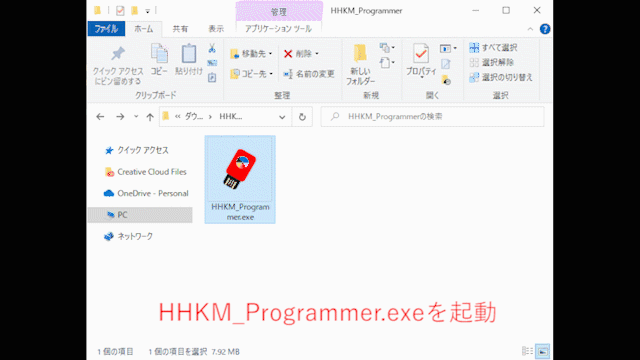 管理
HHKM_Programmer
ファイル
ホーム
共有
表示
アプリケーション ツール
クイック アクセス
にピン留めする
コピー
貼り付け
移動先
コピー先
削除
名前の変更
新しい
フォルダー
プロパティ
開く
すべて選択
選択解除
選択の切り替え
クリップボード
整理
新規
選択
ダウ...
HHK...
HHKM_Programmerの検索
クイック アクセス
Creative Cloud Files
OneDrive - Personal
PC
ネットワーク
HHKM_Program
mer.exe
HHKM_Programmer.exeを起動
1 個の項目
1 個の項目を選択 7.92 MB